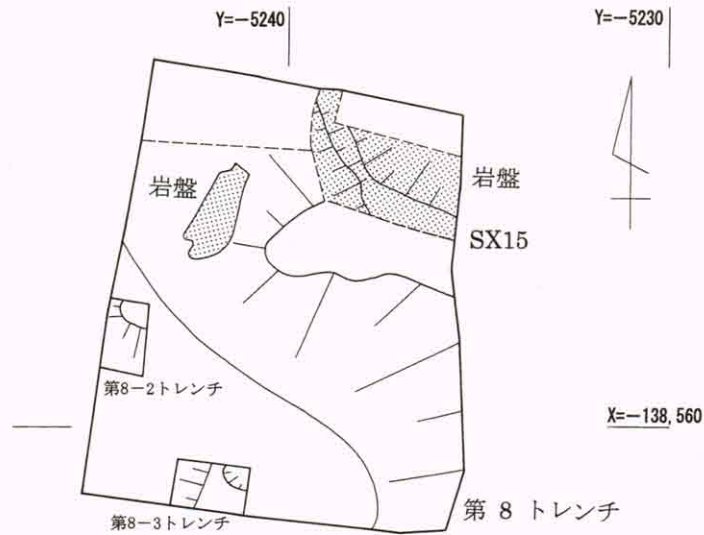 Y=−5240
Y=−5230
岩盤
岩盤
SX15
第8−2トレンチ
X=−138,560
第8−3トレンチ
第 8 トレンチ